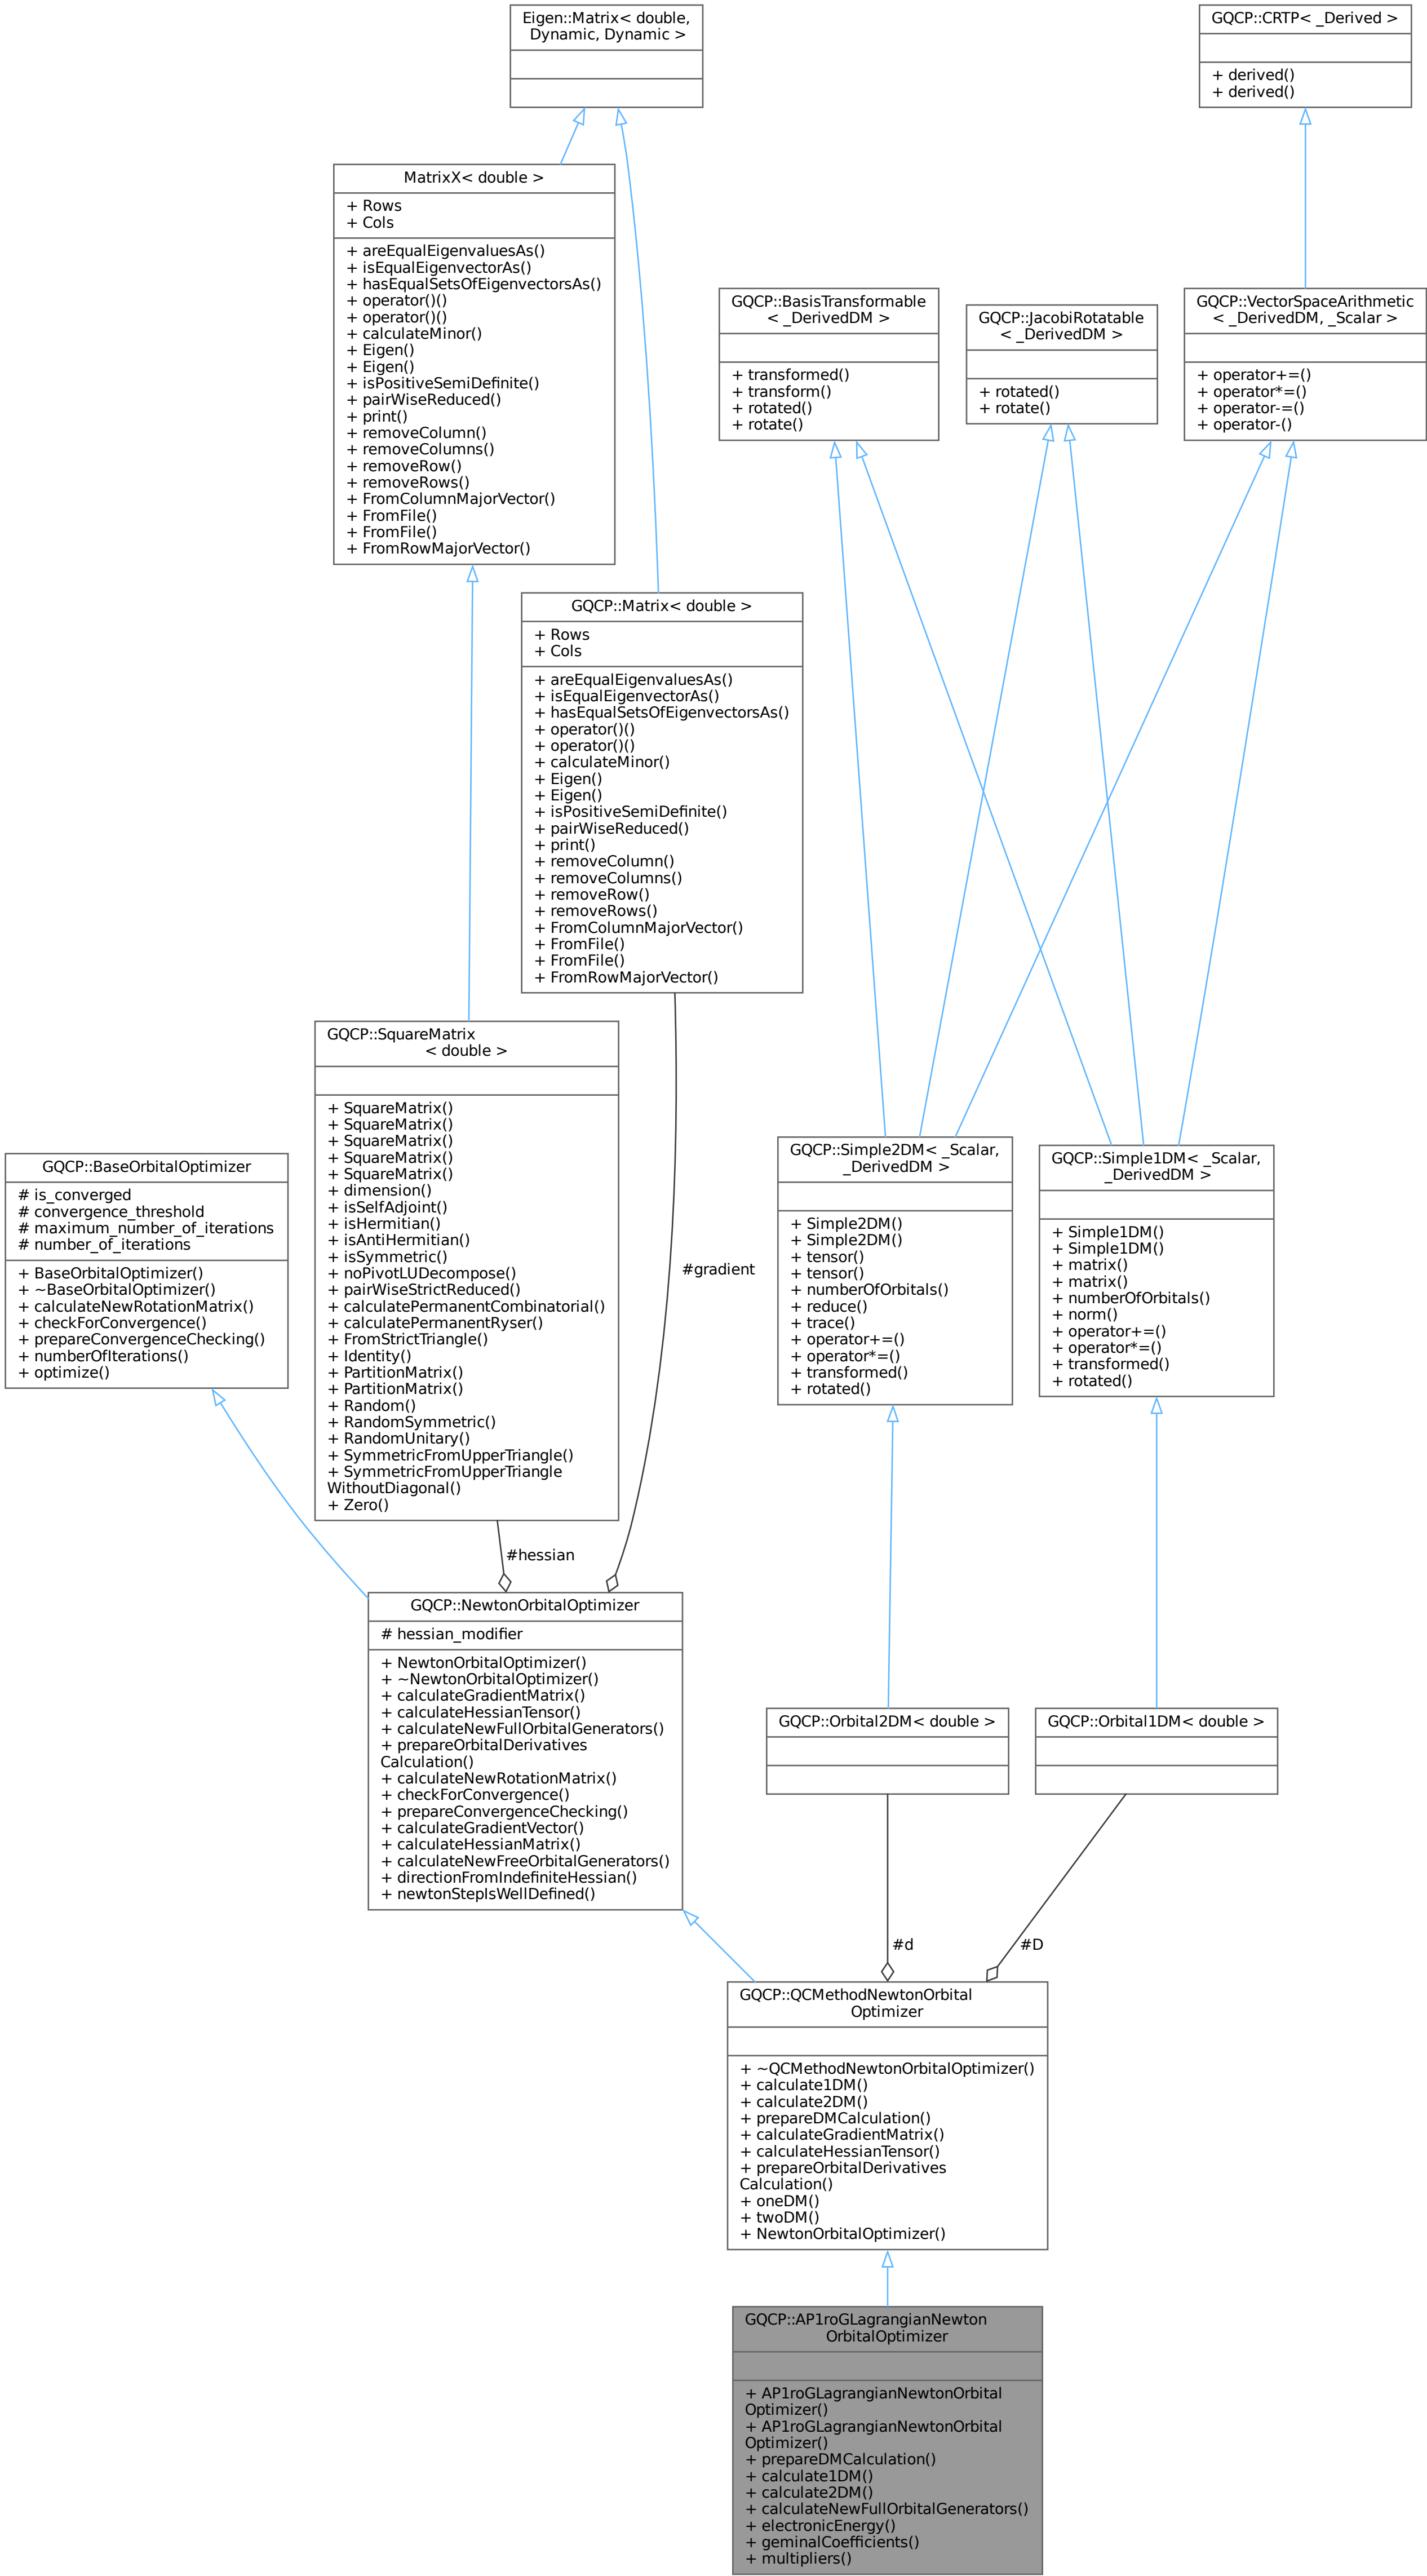 Eigen::Matrix< double,
Dynamic, Dynamic >
GQCP::CRTP< _Derived >
+ derived()
+ derived()
MatrixX< double >
+ Rows
+ Cols
+ areEqualEigenvaluesAs()
+ isEqualEigenvectorAs()
+ hasEqualSetsOfEigenvectorsAs()
+ operator()()
+ operator()()
+ calculateMinor()
+ Eigen()
+ Eigen()
+ isPositiveSemiDefinite()
+ pairWiseReduced()
+ print()
+ removeColumn()
+ removeColumns()
+ removeRow()
+ removeRows()
+ FromColumnMajorVector()
+ FromFile()
+ FromFile()
+ FromRowMajorVector()
GQCP::BasisTransformable
< _DerivedDM >
+ transformed()
+ transform()
+ rotated()
+ rotate()
GQCP::JacobiRotatable
< _DerivedDM >
+ rotated()
+ rotate()
GQCP::VectorSpaceArithmetic
< _DerivedDM, _Scalar >
+ operator+=()
+ operator*=()
+ operator-=()
+ operator-()
GQCP::Matrix< double >
+ Rows
+ Cols
+ areEqualEigenvaluesAs()
+ isEqualEigenvectorAs()
+ hasEqualSetsOfEigenvectorsAs()
+ operator()()
+ operator()()
+ calculateMinor()
+ Eigen()
+ Eigen()
+ isPositiveSemiDefinite()
+ pairWiseReduced()
+ print()
+ removeColumn()
+ removeColumns()
+ removeRow()
+ removeRows()
+ FromColumnMajorVector()
+ FromFile()
+ FromFile()
+ FromRowMajorVector()
GQCP::SquareMatrix
< double >
+ SquareMatrix()
+ SquareMatrix()
+ SquareMatrix()
+ SquareMatrix()
+ SquareMatrix()
+ dimension()
+ isSelfAdjoint()
+ isHermitian()
+ isAntiHermitian()
+ isSymmetric()
+ noPivotLUDecompose()
+ pairWiseStrictReduced()
+ calculatePermanentCombinatorial()
+ calculatePermanentRyser()
+ FromStrictTriangle()
+ Identity()
+ PartitionMatrix()
+ PartitionMatrix()
+ Random()
+ RandomSymmetric()
+ RandomUnitary()
+ SymmetricFromUpperTriangle()
+ SymmetricFromUpperTriangle
WithoutDiagonal()
+ Zero()
GQCP::BaseOrbitalOptimizer
# is_converged
# convergence_threshold
# maximum_number_of_iterations
# number_of_iterations
+ BaseOrbitalOptimizer()
+ ~BaseOrbitalOptimizer()
+ calculateNewRotationMatrix()
+ checkForConvergence()
+ prepareConvergenceChecking()
+ numberOfIterations()
+ optimize()
#gradient
GQCP::Simple2DM< _Scalar,
_DerivedDM >
+ Simple2DM()
+ Simple2DM()
+ tensor()
+ tensor()
+ numberOfOrbitals()
+ reduce()
+ trace()
+ operator+=()
+ operator*=()
+ transformed()
+ rotated()
GQCP::Simple1DM< _Scalar,
_DerivedDM >
+ Simple1DM()
+ Simple1DM()
+ matrix()
+ matrix()
+ numberOfOrbitals()
+ norm()
+ operator+=()
+ operator*=()
+ transformed()
+ rotated()
#hessian
GQCP::NewtonOrbitalOptimizer
# hessian_modifier
+ NewtonOrbitalOptimizer()
+ ~NewtonOrbitalOptimizer()
+ calculateGradientMatrix()
+ calculateHessianTensor()
+ calculateNewFullOrbitalGenerators()
+ prepareOrbitalDerivatives
Calculation()
+ calculateNewRotationMatrix()
+ checkForConvergence()
+ prepareConvergenceChecking()
+ calculateGradientVector()
+ calculateHessianMatrix()
+ calculateNewFreeOrbitalGenerators()
+ directionFromIndefiniteHessian()
+ newtonStepIsWellDefined()
GQCP::Orbital2DM< double >
GQCP::Orbital1DM< double >
#d
#D
GQCP::QCMethodNewtonOrbital
Optimizer
+ ~QCMethodNewtonOrbitalOptimizer()
+ calculate1DM()
+ calculate2DM()
+ prepareDMCalculation()
+ calculateGradientMatrix()
+ calculateHessianTensor()
+ prepareOrbitalDerivatives
Calculation()
+ oneDM()
+ twoDM()
+ NewtonOrbitalOptimizer()
GQCP::AP1roGLagrangianNewton
OrbitalOptimizer
+ AP1roGLagrangianNewtonOrbital
Optimizer()
+ AP1roGLagrangianNewtonOrbital
Optimizer()
+ prepareDMCalculation()
+ calculate1DM()
+ calculate2DM()
+ calculateNewFullOrbitalGenerators()
+ electronicEnergy()
+ geminalCoefficients()
+ multipliers()